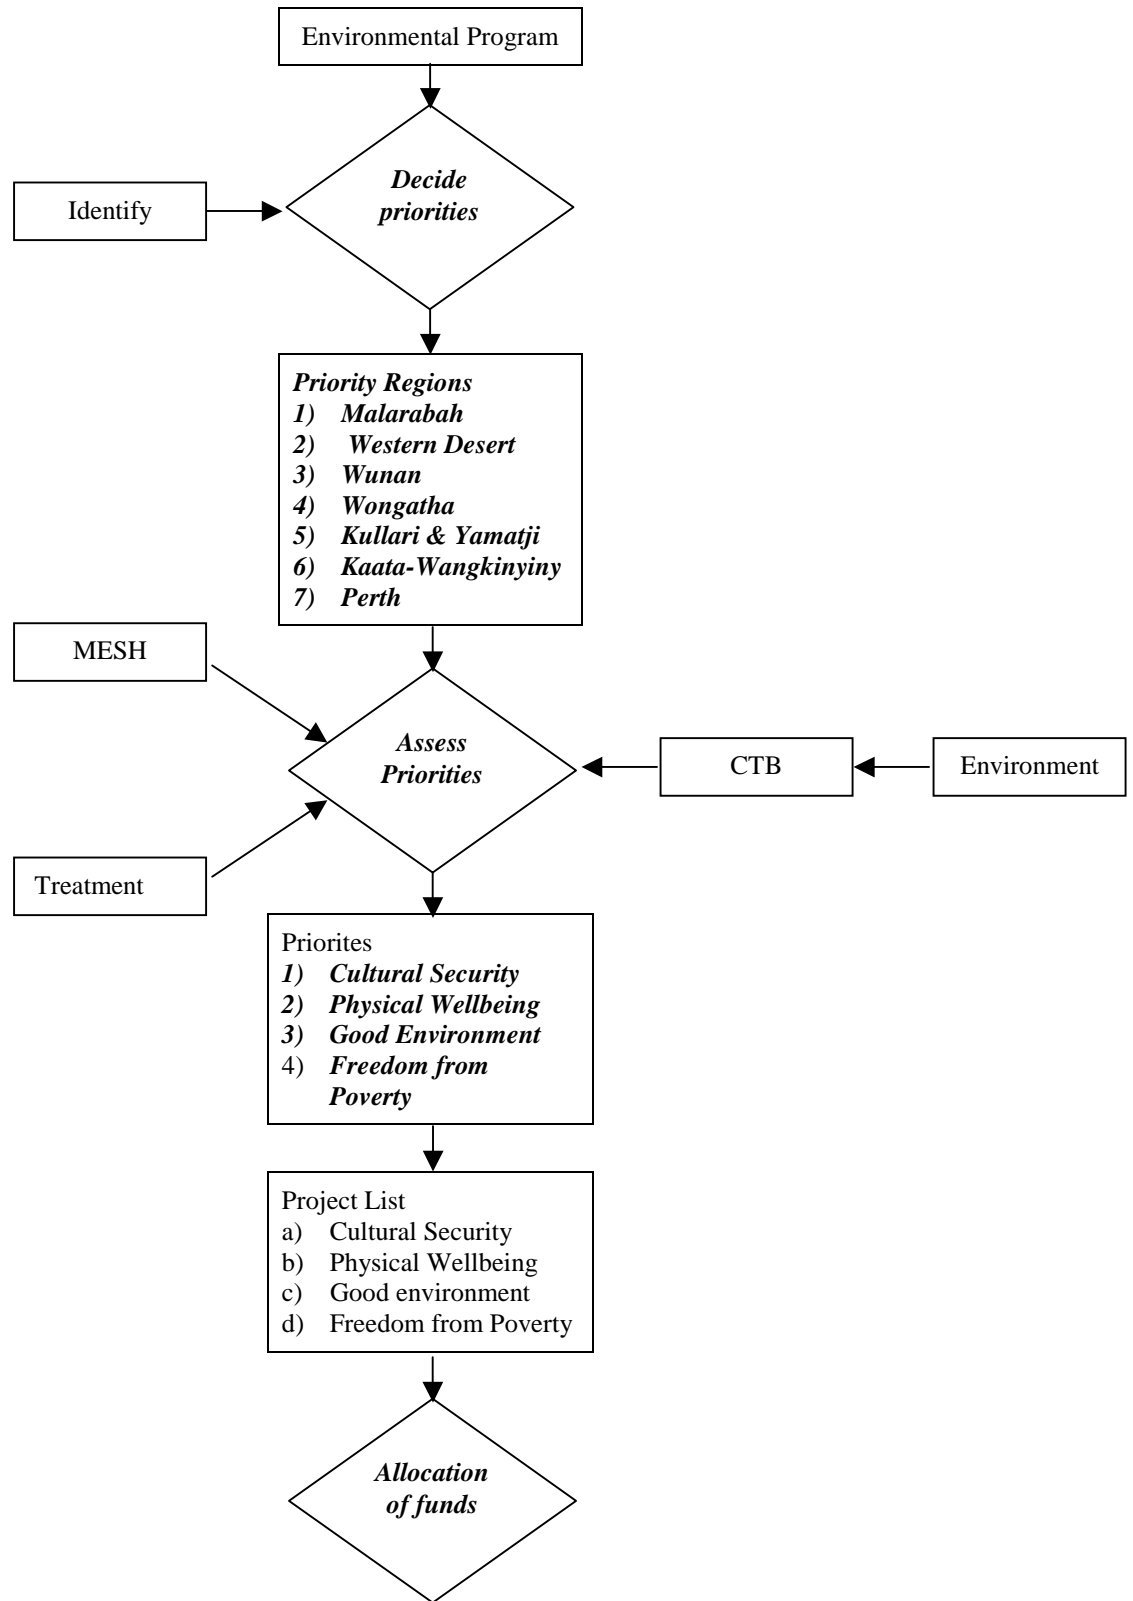 Environmental Program
Decide
priorities
Identify
Priority Regions
1) Malarabah
2) Western Desert
3) Wunan
4) Wongatha
5) Kullari & Yamatji
6) Kaata-Wangkinyiny
7) Perth
MESH
Assess
Priorities
CTB
Environment
Treatment
Priorites
1) Cultural Security
2) Physical Wellbeing
3) Good Environment
4) Freedom from
Poverty
Project List
a) Cultural Security
b) Physical Wellbeing
c) Good environment
d) Freedom from Poverty
Allocation
of funds